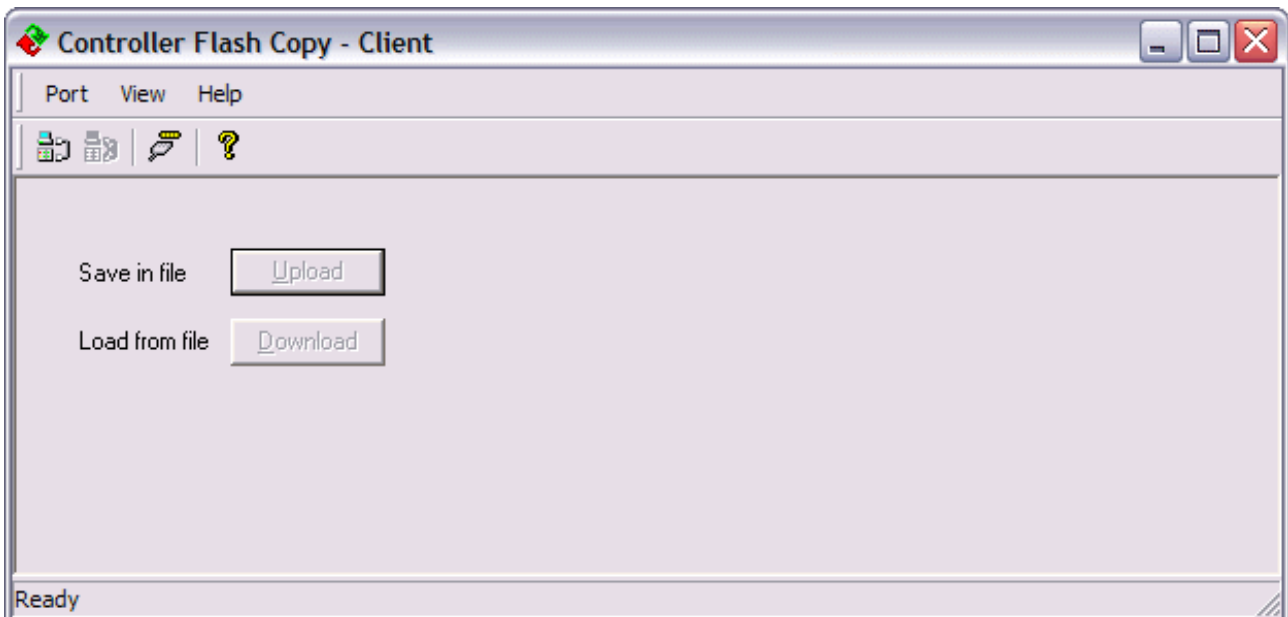 Controller Flash Copy - Client
Port View Help
Save in file Upload
Load from file Download
Ready